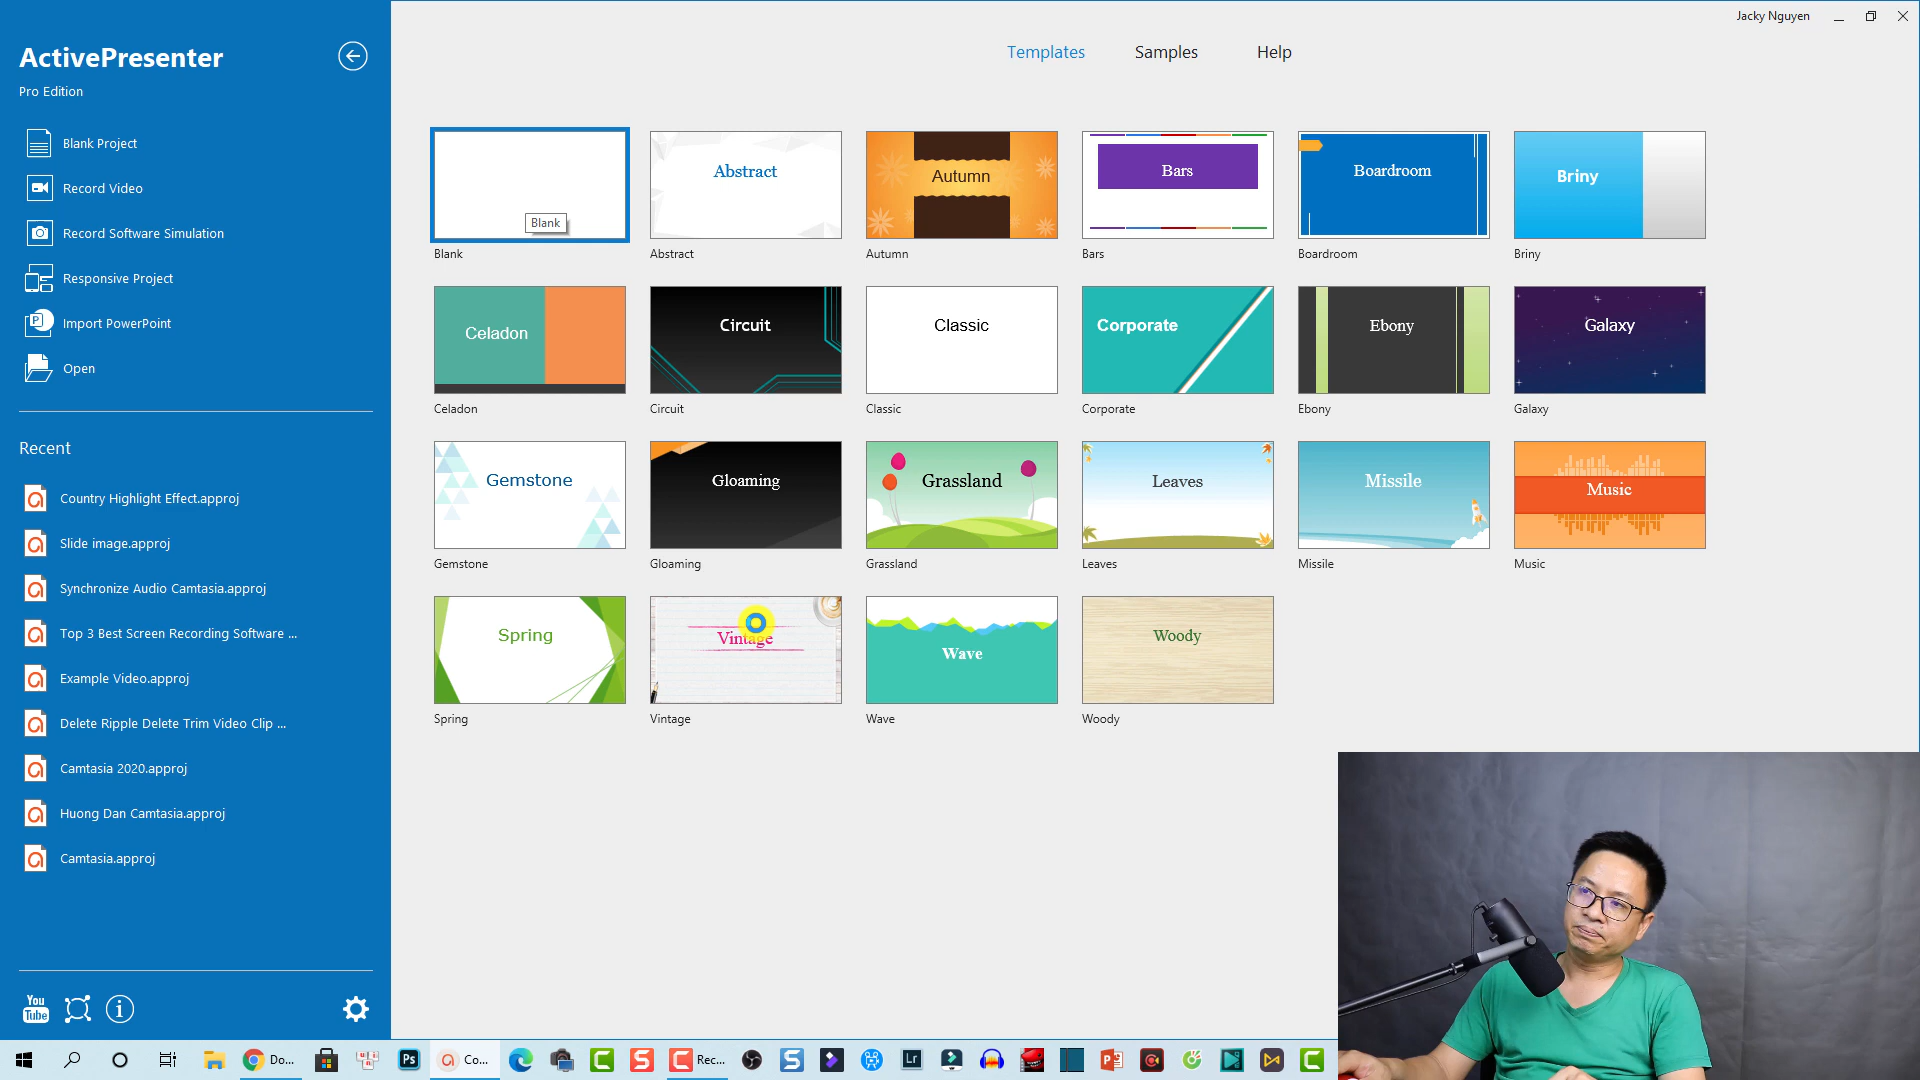 Jacky Nguyen
ActivePresenter
Pro Edition
Templates
Samples
Help
Blank Project
Record Video
Record Software Simulation
Responsive Project
Import PowerPoint
Open
Recent
Country Highlight Effect.approj
Slide image.approj
Synchronize Audio Camtasia.approj
Top 3 Best Screen Recording Software ...
Example Video.approj
Delete Ripple Delete Trim Video Clip ...
Camtasia 2020.approj
Huong Dan Camtasia.approj
Camtasia.approj
You
Tube
Blank
Abstract
Autumn
Bars
Boardroom
Briny
Blank
Abstract
Autumn
Bars
Boardroom
Briny
Celadon
Circuit
Classic
Corporate
Ebony
Galaxy
Celadon
Circuit
Classic
Corporate
Ebony
Galaxy
Gemstone
Gloaming
Grassland
Leaves
Missile
Music
Gemstone
Gloaming
Grassland
Leaves
Missile
Music
Spring
Vintage
Wave
Woody
Spring
Vintage
Wave
Woody
Do...
Ps
Co...
Rec...
Lr